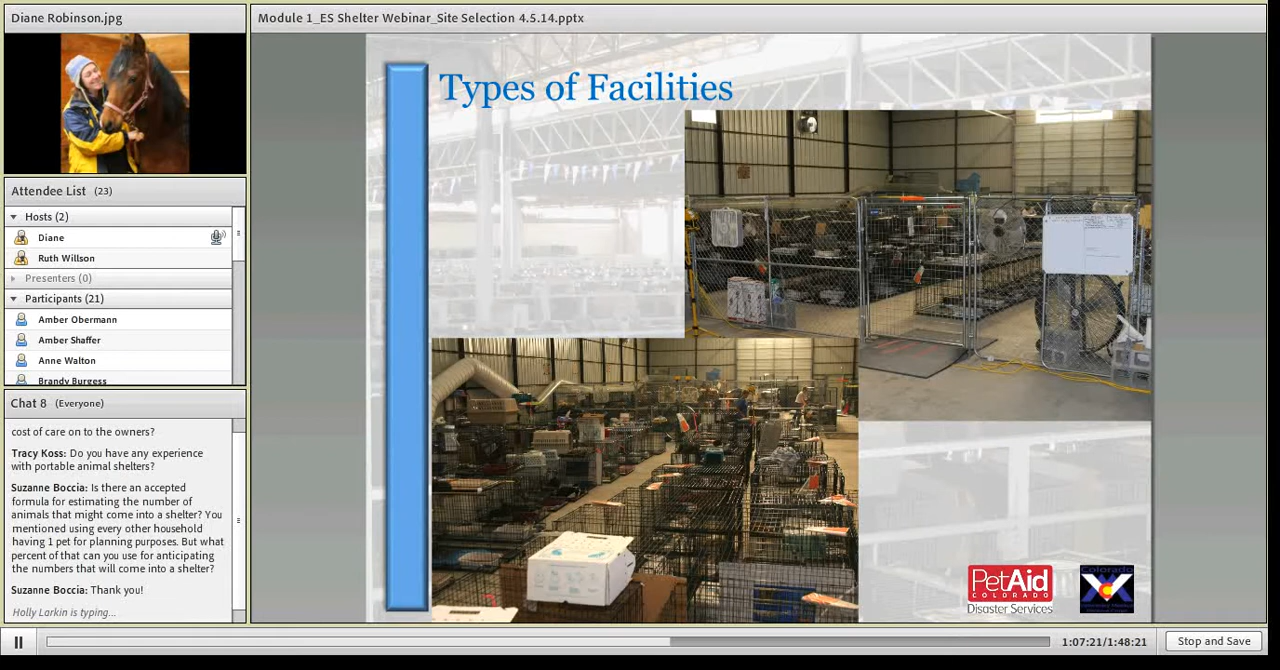 Diane Robinson.jpg
Attendee List (23)
Hosts (2)
Diane
Ruth Willson
Presenters (0)
Participants (21)
Amber Obermann
Amber Shaffer
Anne Walton
Brandy Burgess
Chat 8 (Everyone)
cost of care on to the owners?
Tracy Koss: Do you have any experience
with portable animal shelters?
Suzanne Boccia: Is there an accepted
formula for estimating the number of
animals that might come into a shelter? You
mentioned using every other household
having 1 pet for planning purposes. But what
percent of that can you use for anticipating
the numbers that will come into a shelter?
Suzanne Boccia: Thank you!
Holly Larkin is typing...
Module 1_ES Shelter Webinar_Site Selection 4.5.14.pptx
Types of Facilities
PetAid
COLORADO
Disaster Services
Colorado
1:07:21/1:48:21
Stop and Save